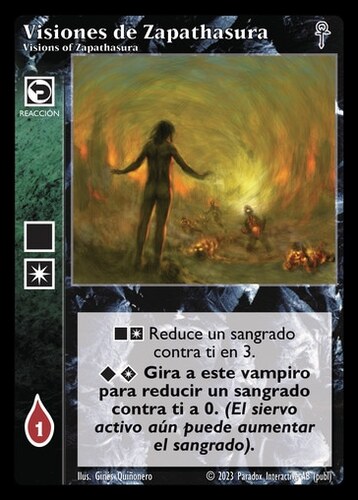 Visiones de Zapathasura
Visions of Zapathasura
REACCIÓN
Reduce un sangrado
contra ti en 3.
Gira a este vampiro
para reducir un sangrado
contra ti a 0. (El siervo
activo aún puede aumentar
el sangrado).
1
Ilus. Ginés Quiñonero
© 2023 Paradox Interactive AB (publ)